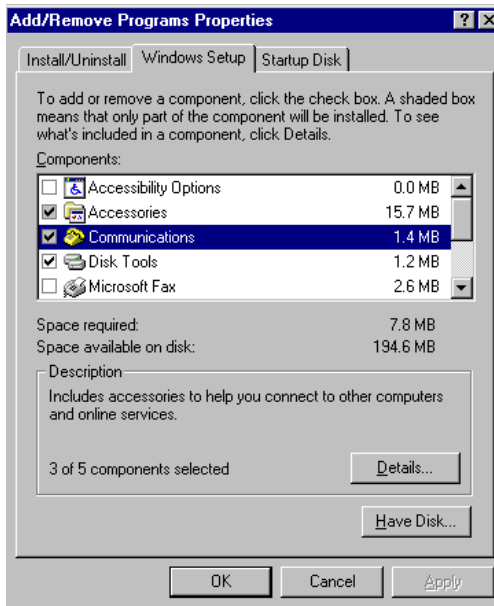 Add/Remove Programs Properties
Install/Uninstall Windows Setup Startup Disk
To add or remove a component, click the check box. A shaded box
means that only part of the component will be installed. To see
what's included in a component, click Details.
Components:
Accessibility Options 0.0 MB
Accessories 15.7 MB
Communications 1.4 MB
Disk Tools 1.2 MB
Microsoft Fax 2.6 MB
Space required: 7.8 MB
Space available on disk: 194.6 MB
Description
Includes accessories to help you connect to other computers
and online services.
3 of 5 components selected Details...
Have Disk...
OK Cancel Apply